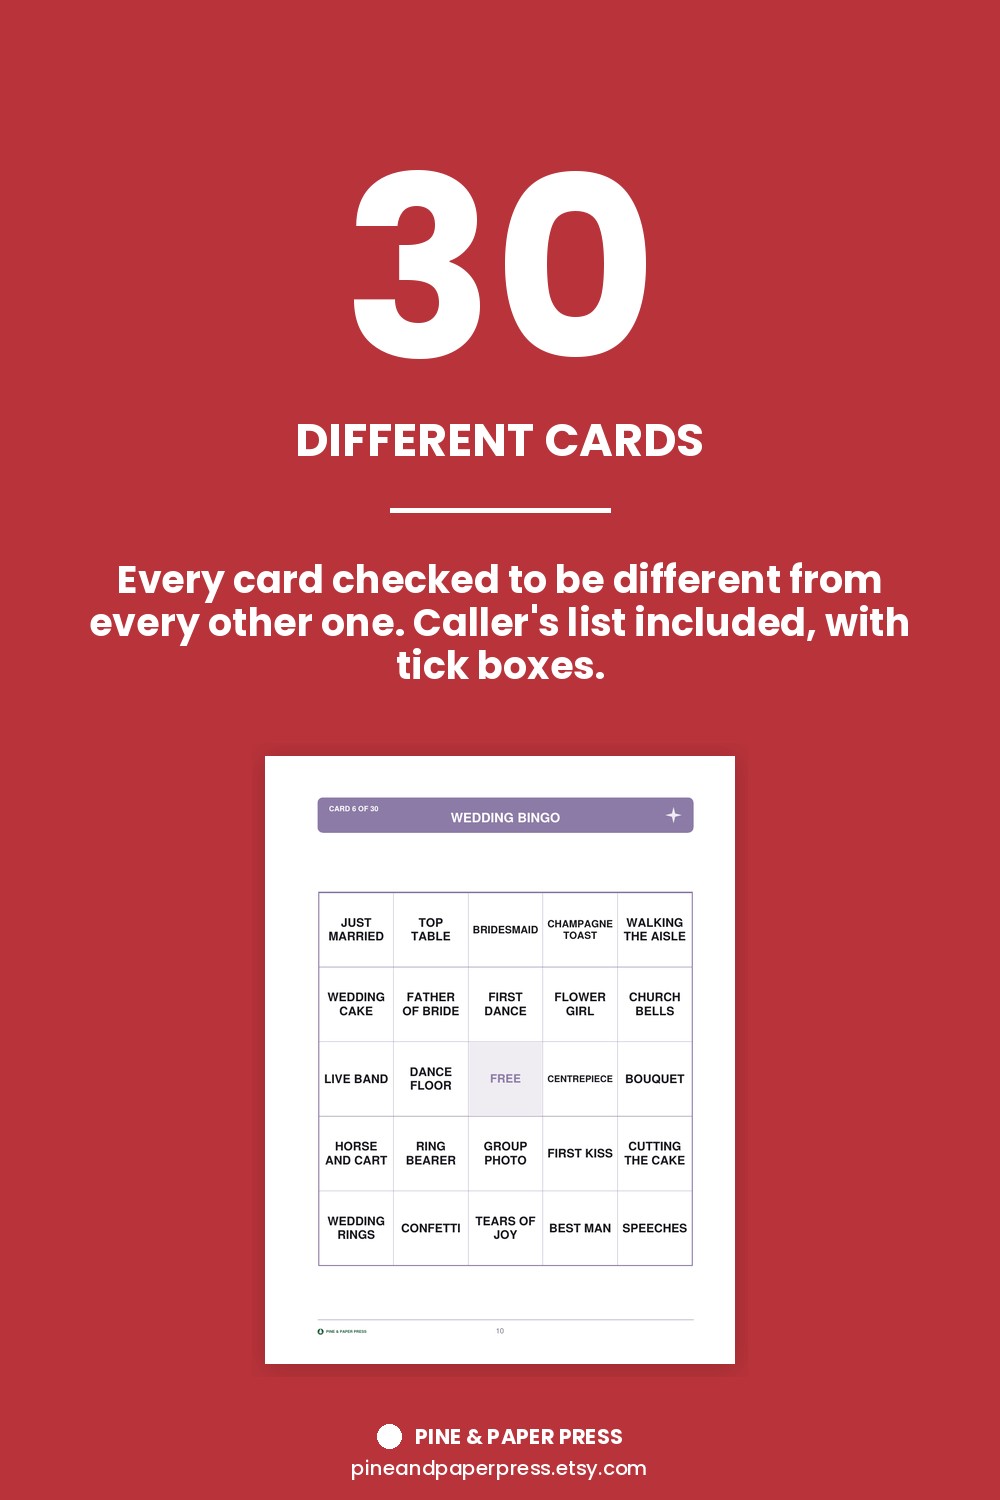 30
DIFFERENT CARDS
Every card checked to be different from
every other one. Caller's list included, with
tick boxes.
CARD 6 OF 30
WEDDING BINGO
JUST MARRIED
TOP TABLE
BRIDESMAID
CHAMPAGNE TOAST
WALKING THE AISLE
WEDDING CAKE
FATHER OF BRIDE
FIRST DANCE
FLOWER GIRL
CHURCH BELLS
LIVE BAND
DANCE FLOOR
FREE
CENTREPIECE
BOUQUET
HORSE AND CART
RING BEARER
GROUP PHOTO
FIRST KISS
CUTTING THE CAKE
WEDDING RINGS
CONFETTI
TEARS OF JOY
BEST MAN
SPEECHES
PINE & PAPER PRESS
10
PINE & PAPER PRESS
pineandpaperpress.etsy.com